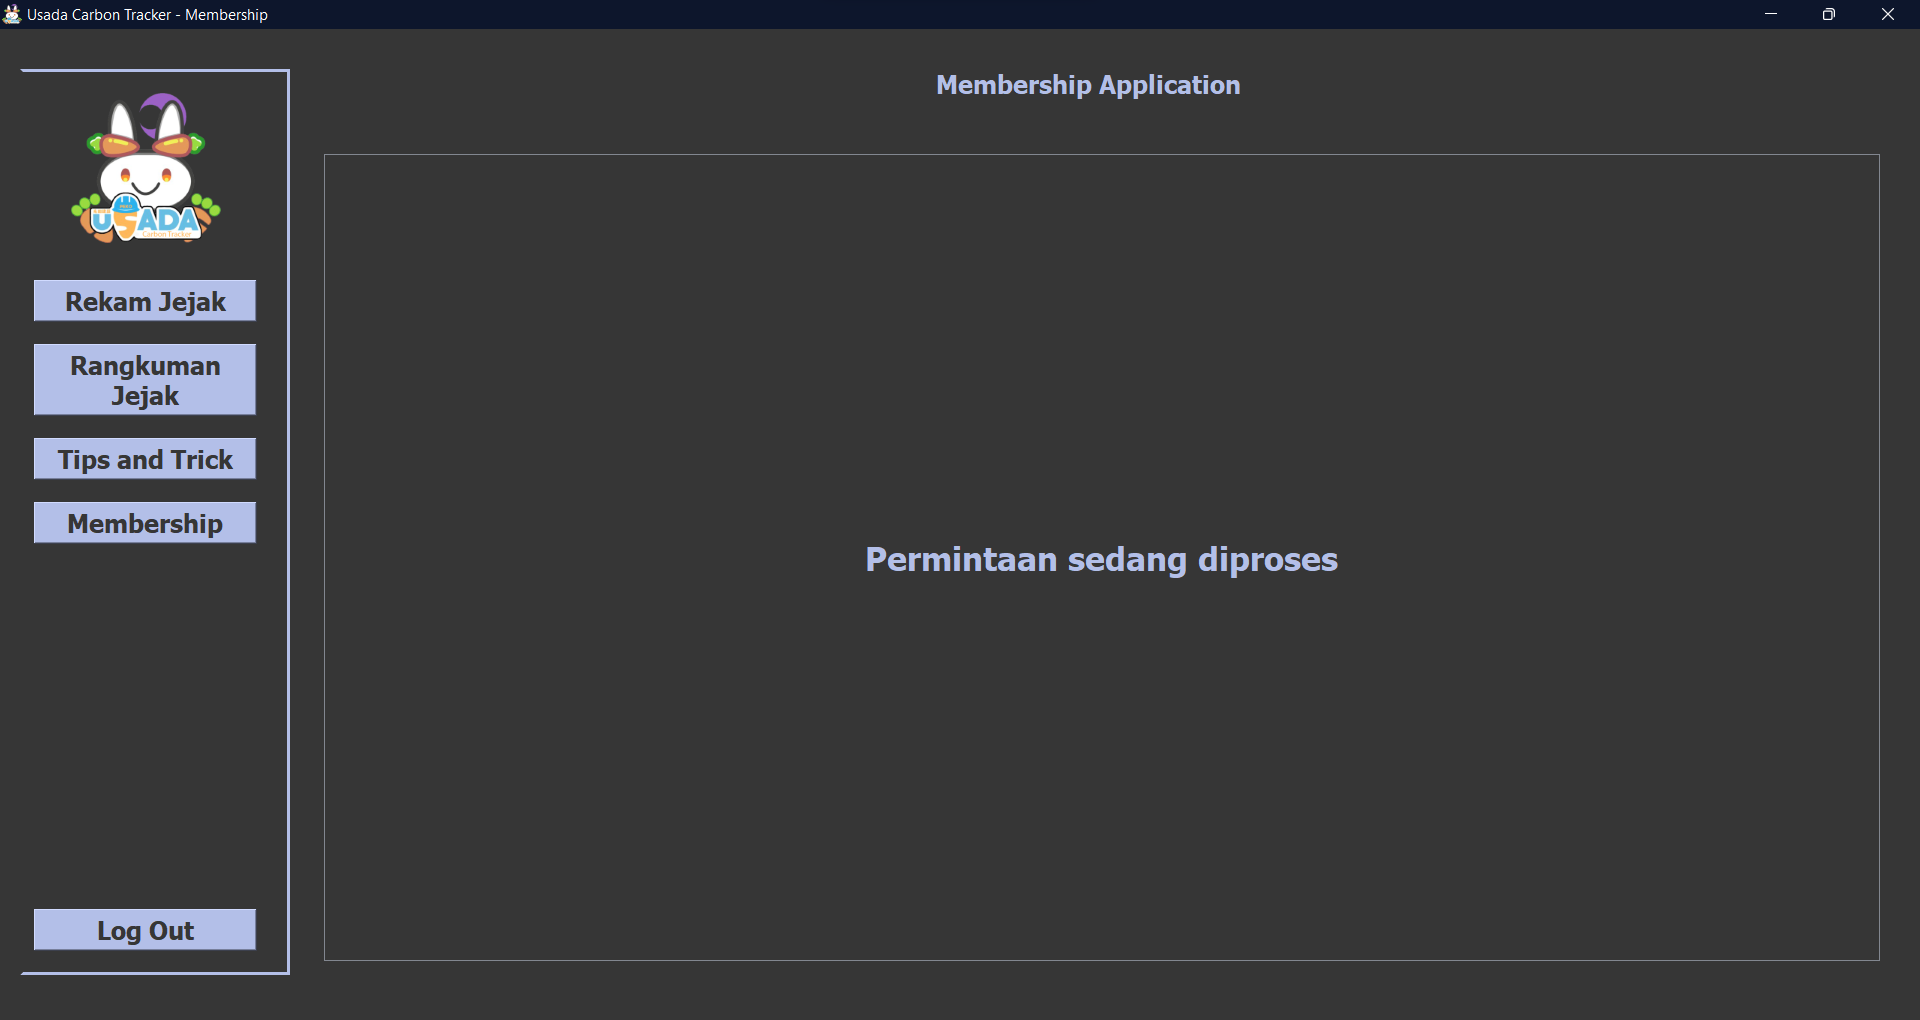 Usada Carbon Tracker - Membership
Membership Application
USADA
Carbon Tracker
Rekam Jejak
Rangkuman
Jejak
Tips and Trick
Membership
Permintaan sedang diproses
Log Out